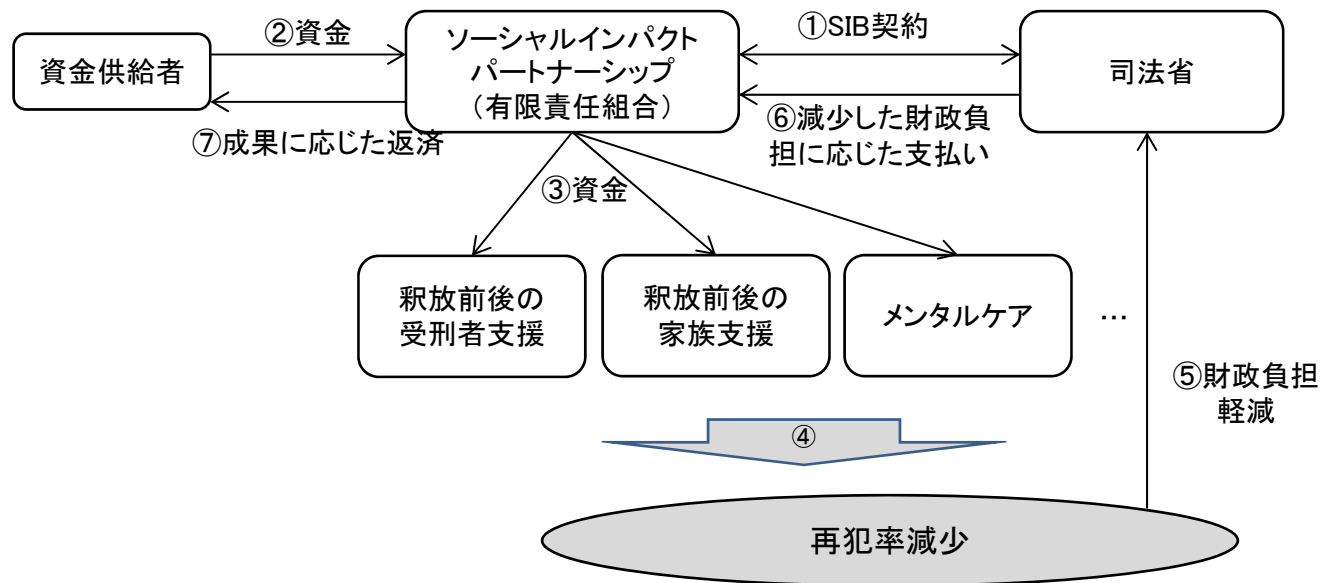 ②資金
ソーシャルインパクト
パートナーシップ
（有限責任組合）
①SIB契約
資金供給者
司法省
⑦成果に応じた返済
⑥減少した財政負
担に応じた支払い
③資金
釈放前後の
受刑者支援
釈放前後の
家族支援
メンタルケア
…
⑤財政負担
軽減
④
再犯率減少